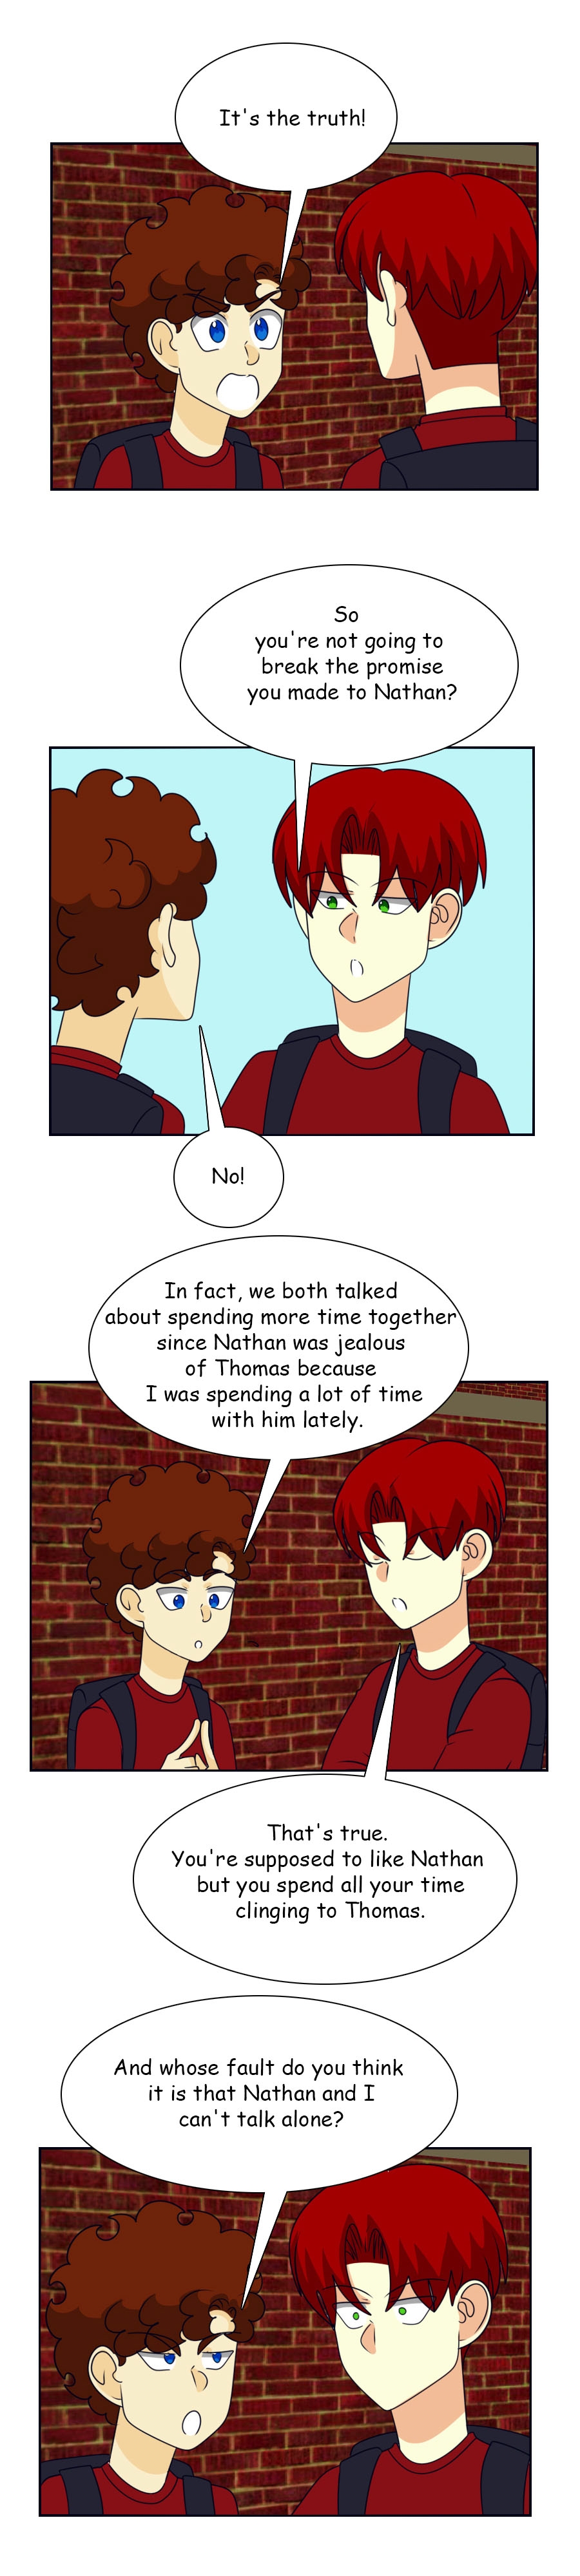 It's the truth!
So
you're not going to
break the promise
you made to Nathan?
No!
In fact, we both talked
about spending more time together
since Nathan was jealous
of Thomas because
I was spending a lot of time
with him lately.
That's true.
You're supposed to like Nathan
but you spend all your time
clinging to Thomas.
And whose fault do you think
it is that Nathan and I
can't talk alone?